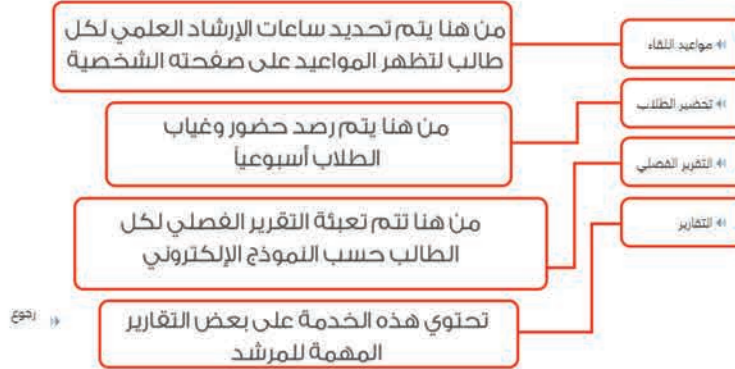 مواعيد اللقاء
من هنا يتم تحديد ساعات الإرشاد العلمي لكل
طالب لتظهر المواعيد على صفحته الشخصية
تحضير الطلاب
من هنا يتم رصد حضور وغياب
الطلاب أسبوعياً
التقرير الفصلي
من هنا تتم تعبئة التقرير الفصلي لكل
الطالب حسب النموذج الإلكتروني
التقارير
تحتوي هذه الخدمة على بعض التقارير
المهمة للمرشد
رجوع